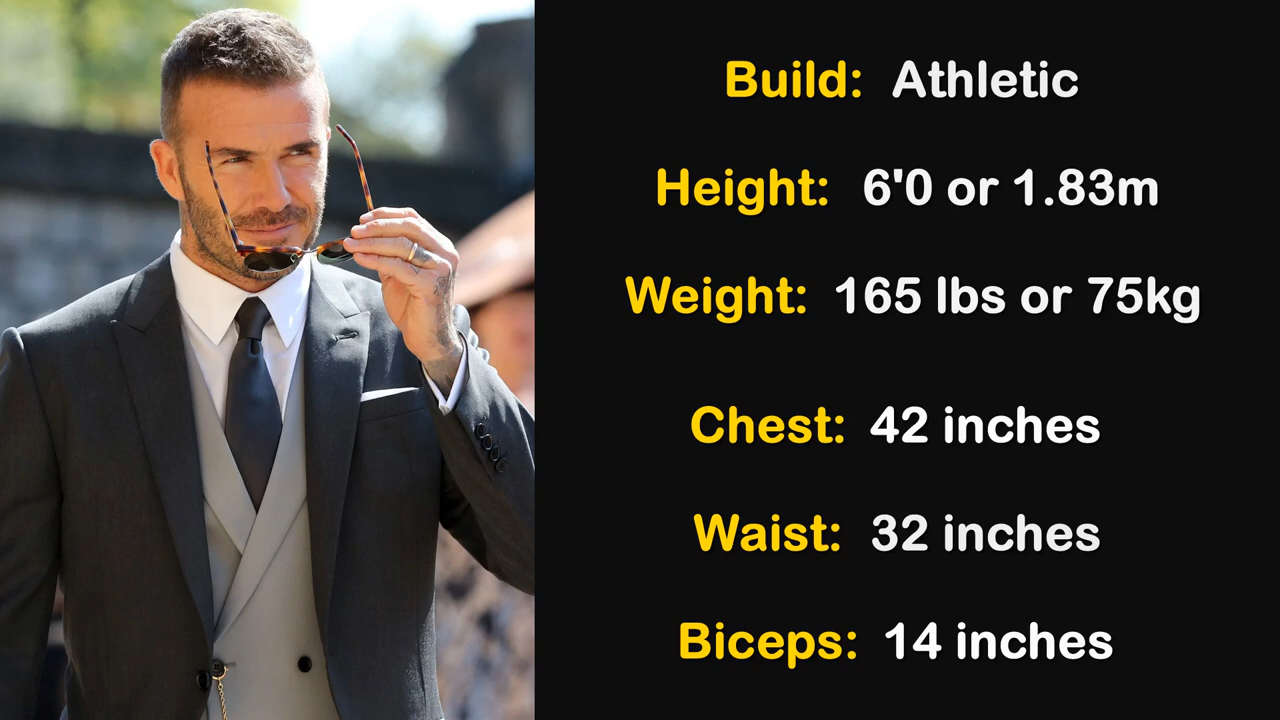 Build: Athletic
Height: 6'0 or 1.83m
Weight: 165 lbs or 75kg
Chest: 42 inches
Waist: 32 inches
Biceps: 14 inches